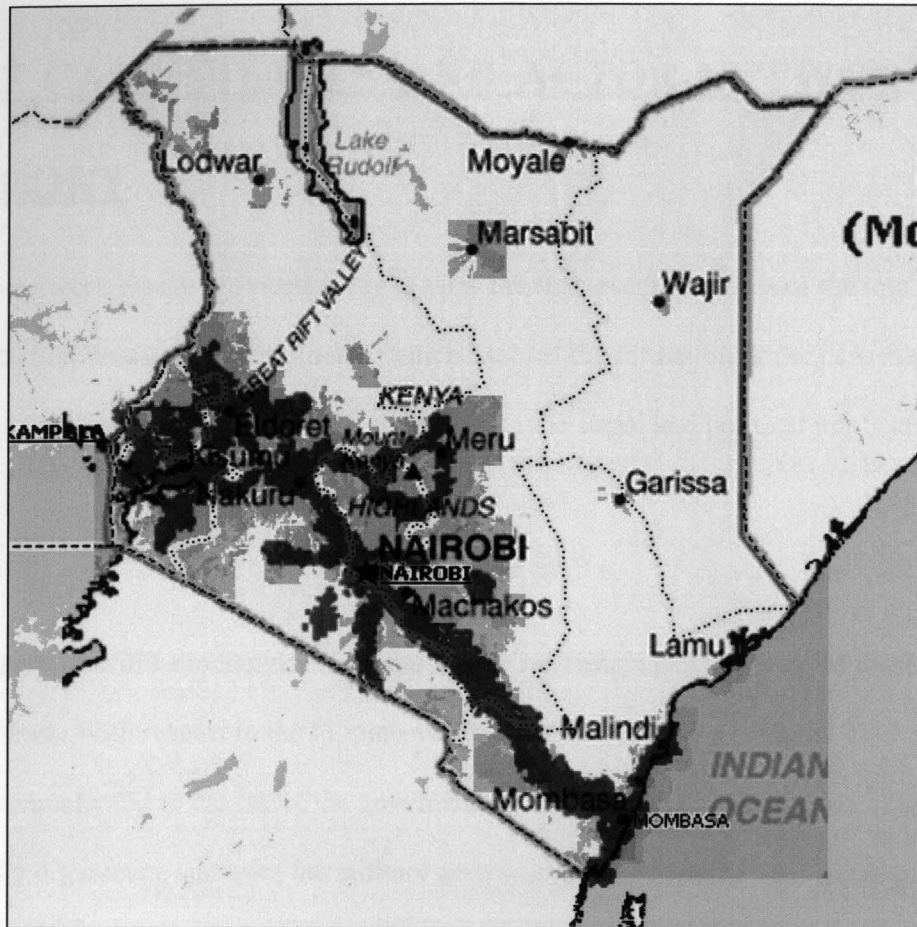 Lake
Rudolf
Lodwar
Moyale
Marsabit
(Mo
Wajir
GREAT RIFT VALLEY
KENYA
KAMPALA
Eldoret
Mount
Kenya
Meru
Kisumu
Nakuru
Garissa
HIGHLANDS
NAIROBI
NAIROBI
Machakos
Lamu
Malindi
INDIAN
OCEAN
Mombasa
MOMBASA